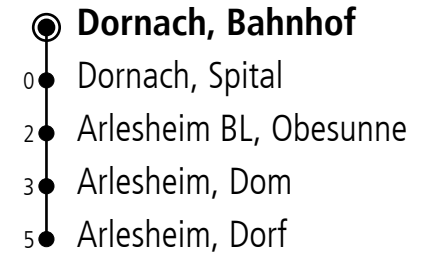 Dornach, Bahnhof
0 Dornach, Spital
2 Arlesheim BL, Obesunne
3 Arlesheim, Dom
5 Arlesheim, Dorf